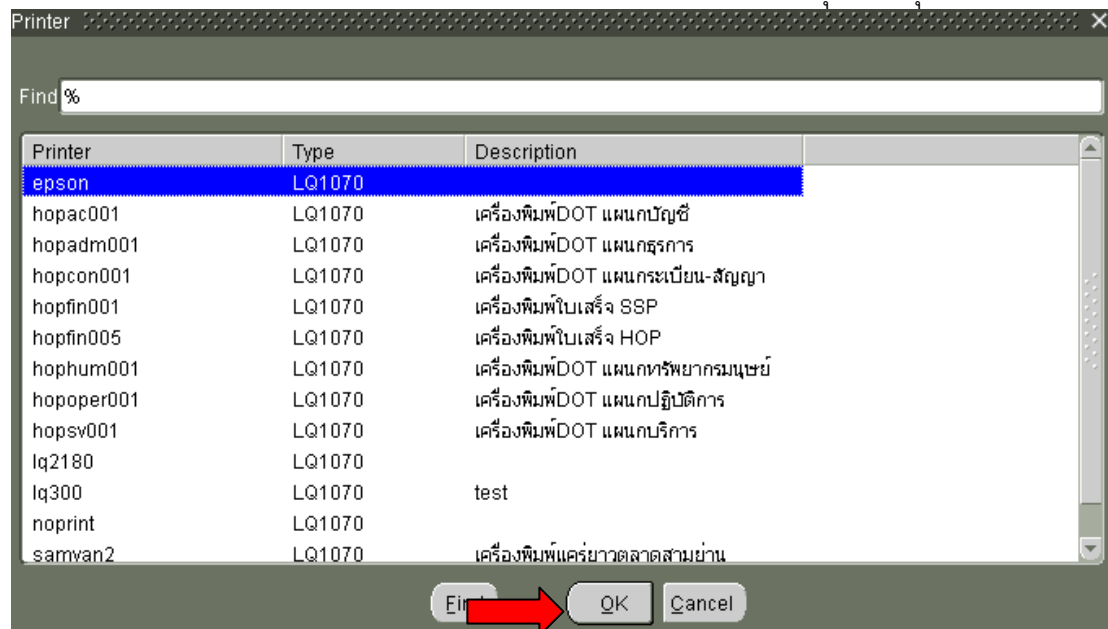 Printer
Find %
Printer Type Description
epson LQ1070
hopac001 LQ1070 เครื่องพิมพ์DOT แผนกบัญชี
hopadm001 LQ1070 เครื่องพิมพ์DOT แผนกธุรการ
hopcon001 LQ1070 เครื่องพิมพ์DOT แผนกระเบียน-สัญญา
hopfin001 LQ1070 เครื่องพิมพ์ใบเสร็จ SSP
hopfin005 LQ1070 เครื่องพิมพ์ใบเสร็จ HOP
hophum001 LQ1070 เครื่องพิมพ์DOT แผนกทรัพยากรมนุษย์
hopoper001 LQ1070 เครื่องพิมพ์DOT แผนกปฏิบัติการ
hopsv001 LQ1070 เครื่องพิมพ์DOT แผนกบริการ
lq2180 LQ1070
lq300 LQ1070 test
noprint LQ1070
samyan2 LQ1070 เครื่องพิมพ์แคร่ยาวตลาดสามย่าน
OK Cancel